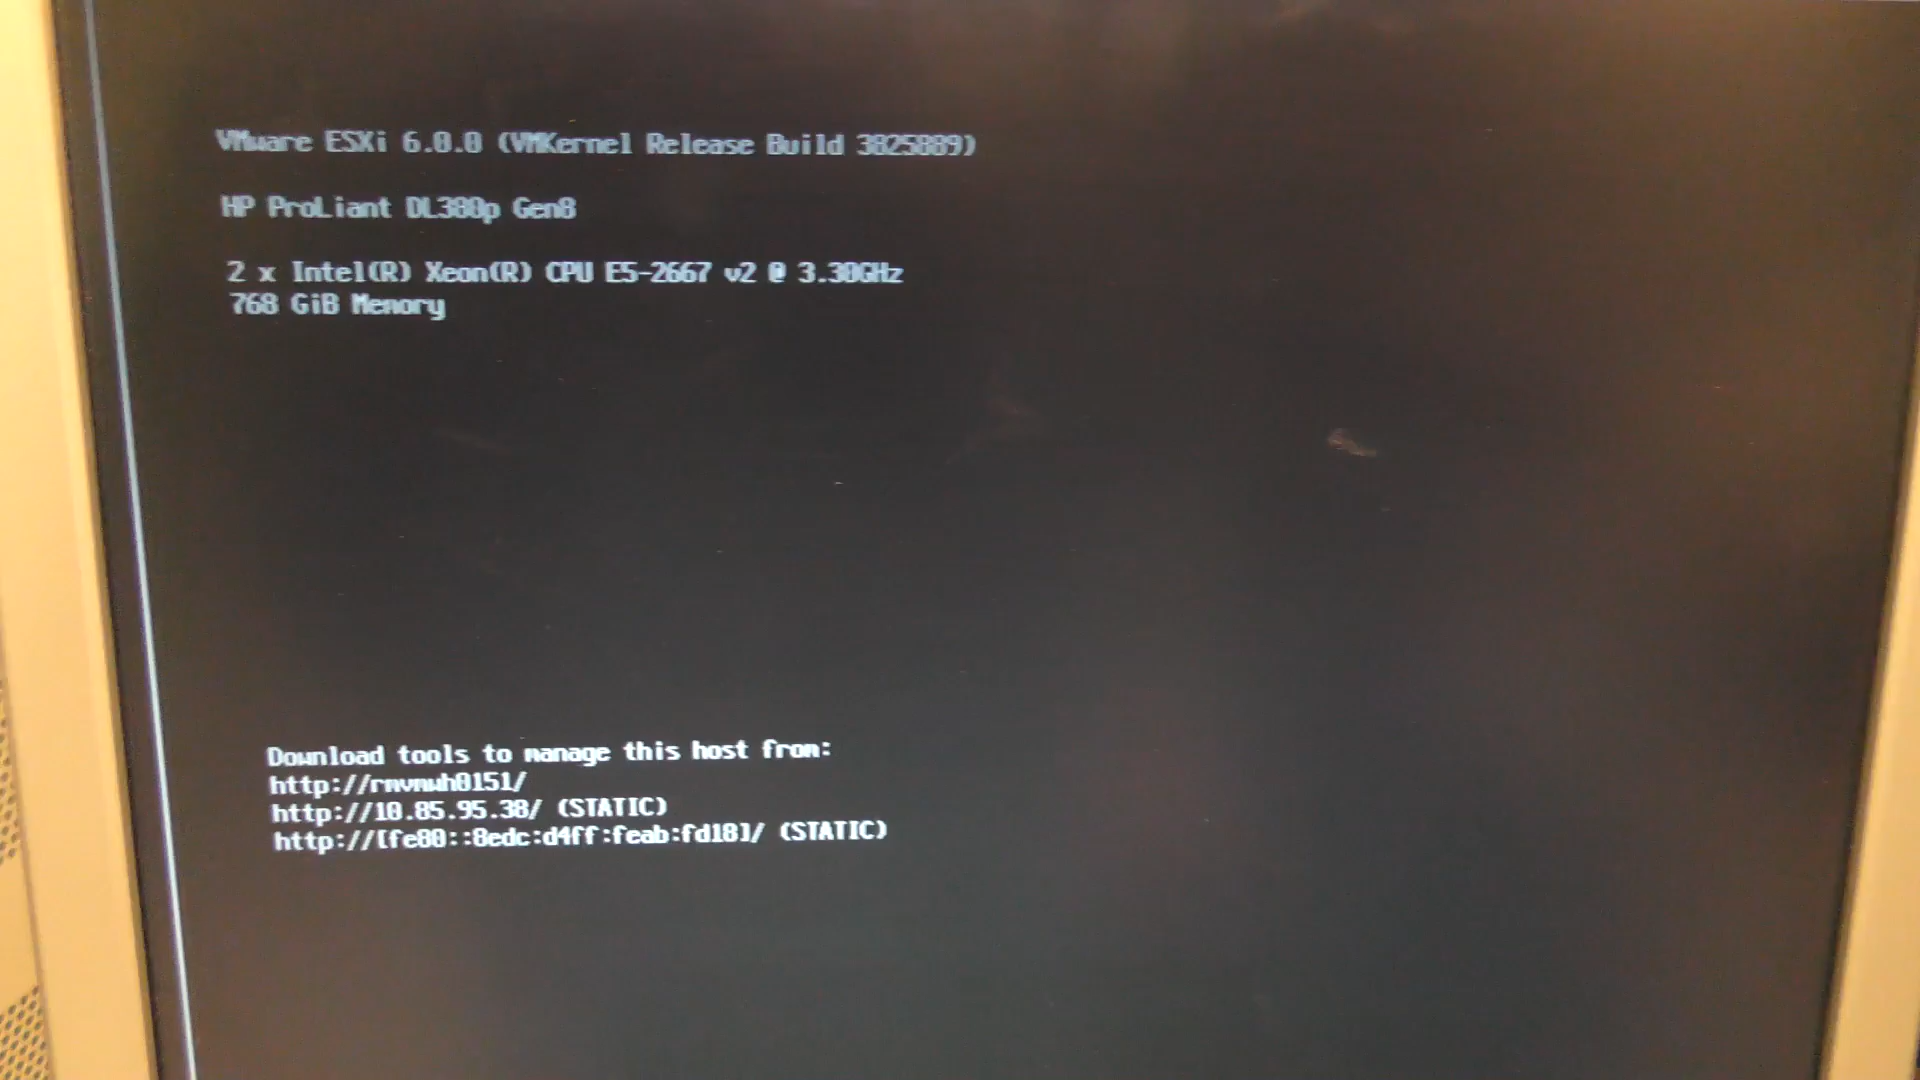 VMware ESXi 6.0.0 (VMKernel Release Build 3825889)
HP ProLiant DL380p Gen8
2 x Intel(R) Xeon(R) CPU E5-2667 v2 @ 3.30GHz
768 GiB Memory
Download tools to manage this host from:
http://rmvmwh0151/
http://10.85.95.38/ (STATIC)
http://[fe80::8edc:d4ff:feab:fd18]/ (STATIC)